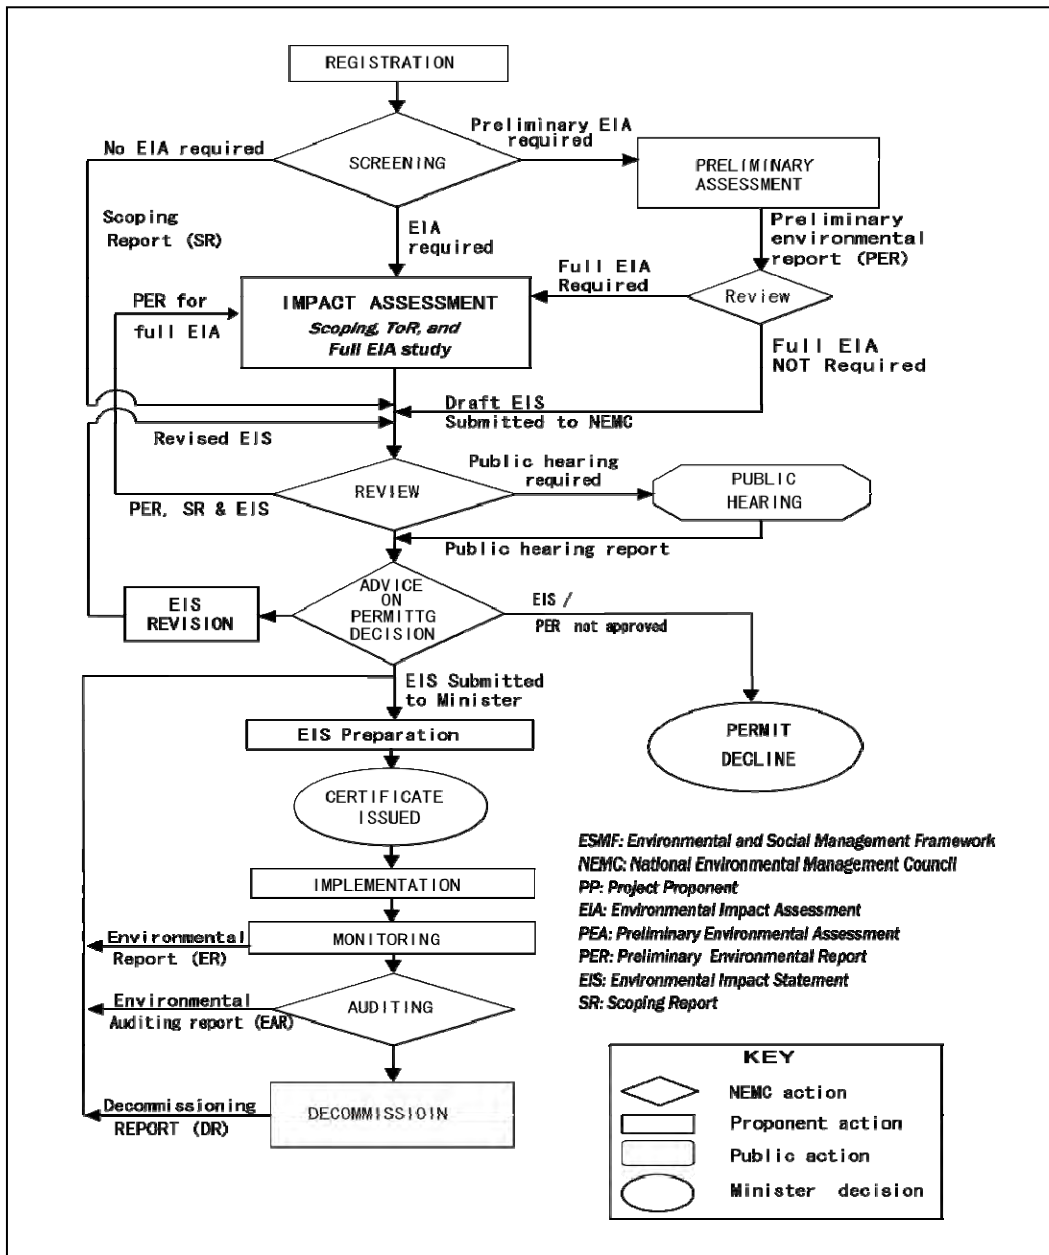 REGISTRATION
Preliminary EIA
required
No EIA required
SCREENING
PRELIMINARY
ASSESSMENT
Scoping
Report (SR)
EIA
required
Preliminary
environmental
report (PER)
Full EIA
Required
Review
PER for
full EIA
IMPACT ASSESSMENT
Scoping, ToR, and
Full EIA study
Full EIA
NOT Required
Draft EIS
Submitted to NEMC
Revised EIS
Public hearing
required
REVIEW
PUBLIC
HEARING
PER, SR & EIS
Public hearing report
ADVICE
ON
PERMITTG
DECISION
EIS
REVISION
EIS /
PER not approved
EIS Submitted
to Minister
EIS Preparation
PERMIT
DECLINE
CERTIFICATE
ISSUED
IMPLEMENTATION
MONITORING
Environmental
Report (ER)
AUDITING
Environmental
Auditing report (EAR)
DECOMMISSIOIN
Decommissioning
REPORT (DR)
ESMF: Environmental and Social Management Framework
NEMC: National Environmental Management Council
PP: Project Proponent
EIA: Environmental Impact Assessment
PEA: Preliminary Environmental Assessment
PER: Preliminary Environmental Report
EIS: Environmental Impact Statement
SR: Scoping Report
KEY
NEMC action
Proponent action
Public action
Minister decision